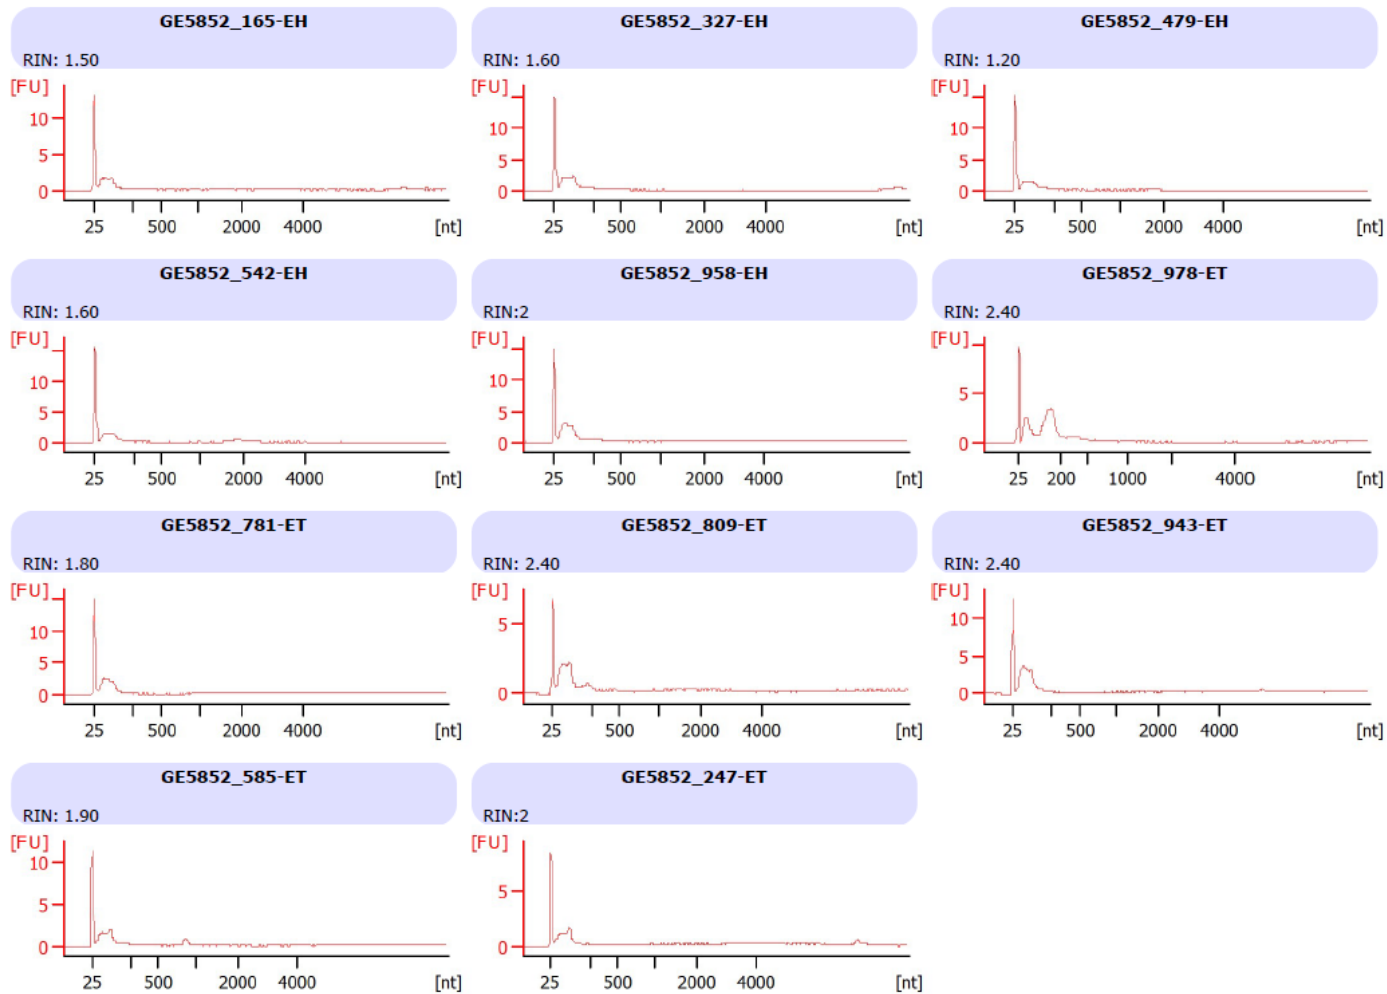 GE5852_165-EH
RIN: 1.50
[FU]
10
5
0
25 500 2000 4000 [nt]
GE5852_327-EH
RIN: 1.60
[FU]
10
5
0
25 500 2000 4000 [nt]
GE5852_479-EH
RIN: 1.20
[FU]
10
5
0
25 500 2000 4000 [nt]
GE5852_542-EH
RIN: 1.60
[FU]
10
5
0
25 500 2000 4000 [nt]
GE5852_958-EH
RIN:2
[FU]
10
5
0
25 500 2000 4000 [nt]
GE5852_978-ET
RIN: 2.40
[FU]
5
0
25 200 1000 4000 [nt]
GE5852_781-ET
RIN: 1.80
[FU]
10
5
0
25 500 2000 4000 [nt]
GE5852_809-ET
RIN: 2.40
[FU]
5
0
25 500 2000 4000 [nt]
GE5852_943-ET
RIN: 2.40
[FU]
10
5
0
25 500 2000 4000 [nt]
GE5852_585-ET
RIN: 1.90
[FU]
10
5
0
25 500 2000 4000 [nt]
GE5852_247-ET
RIN:2
[FU]
5
0
25 500 2000 4000 [nt]